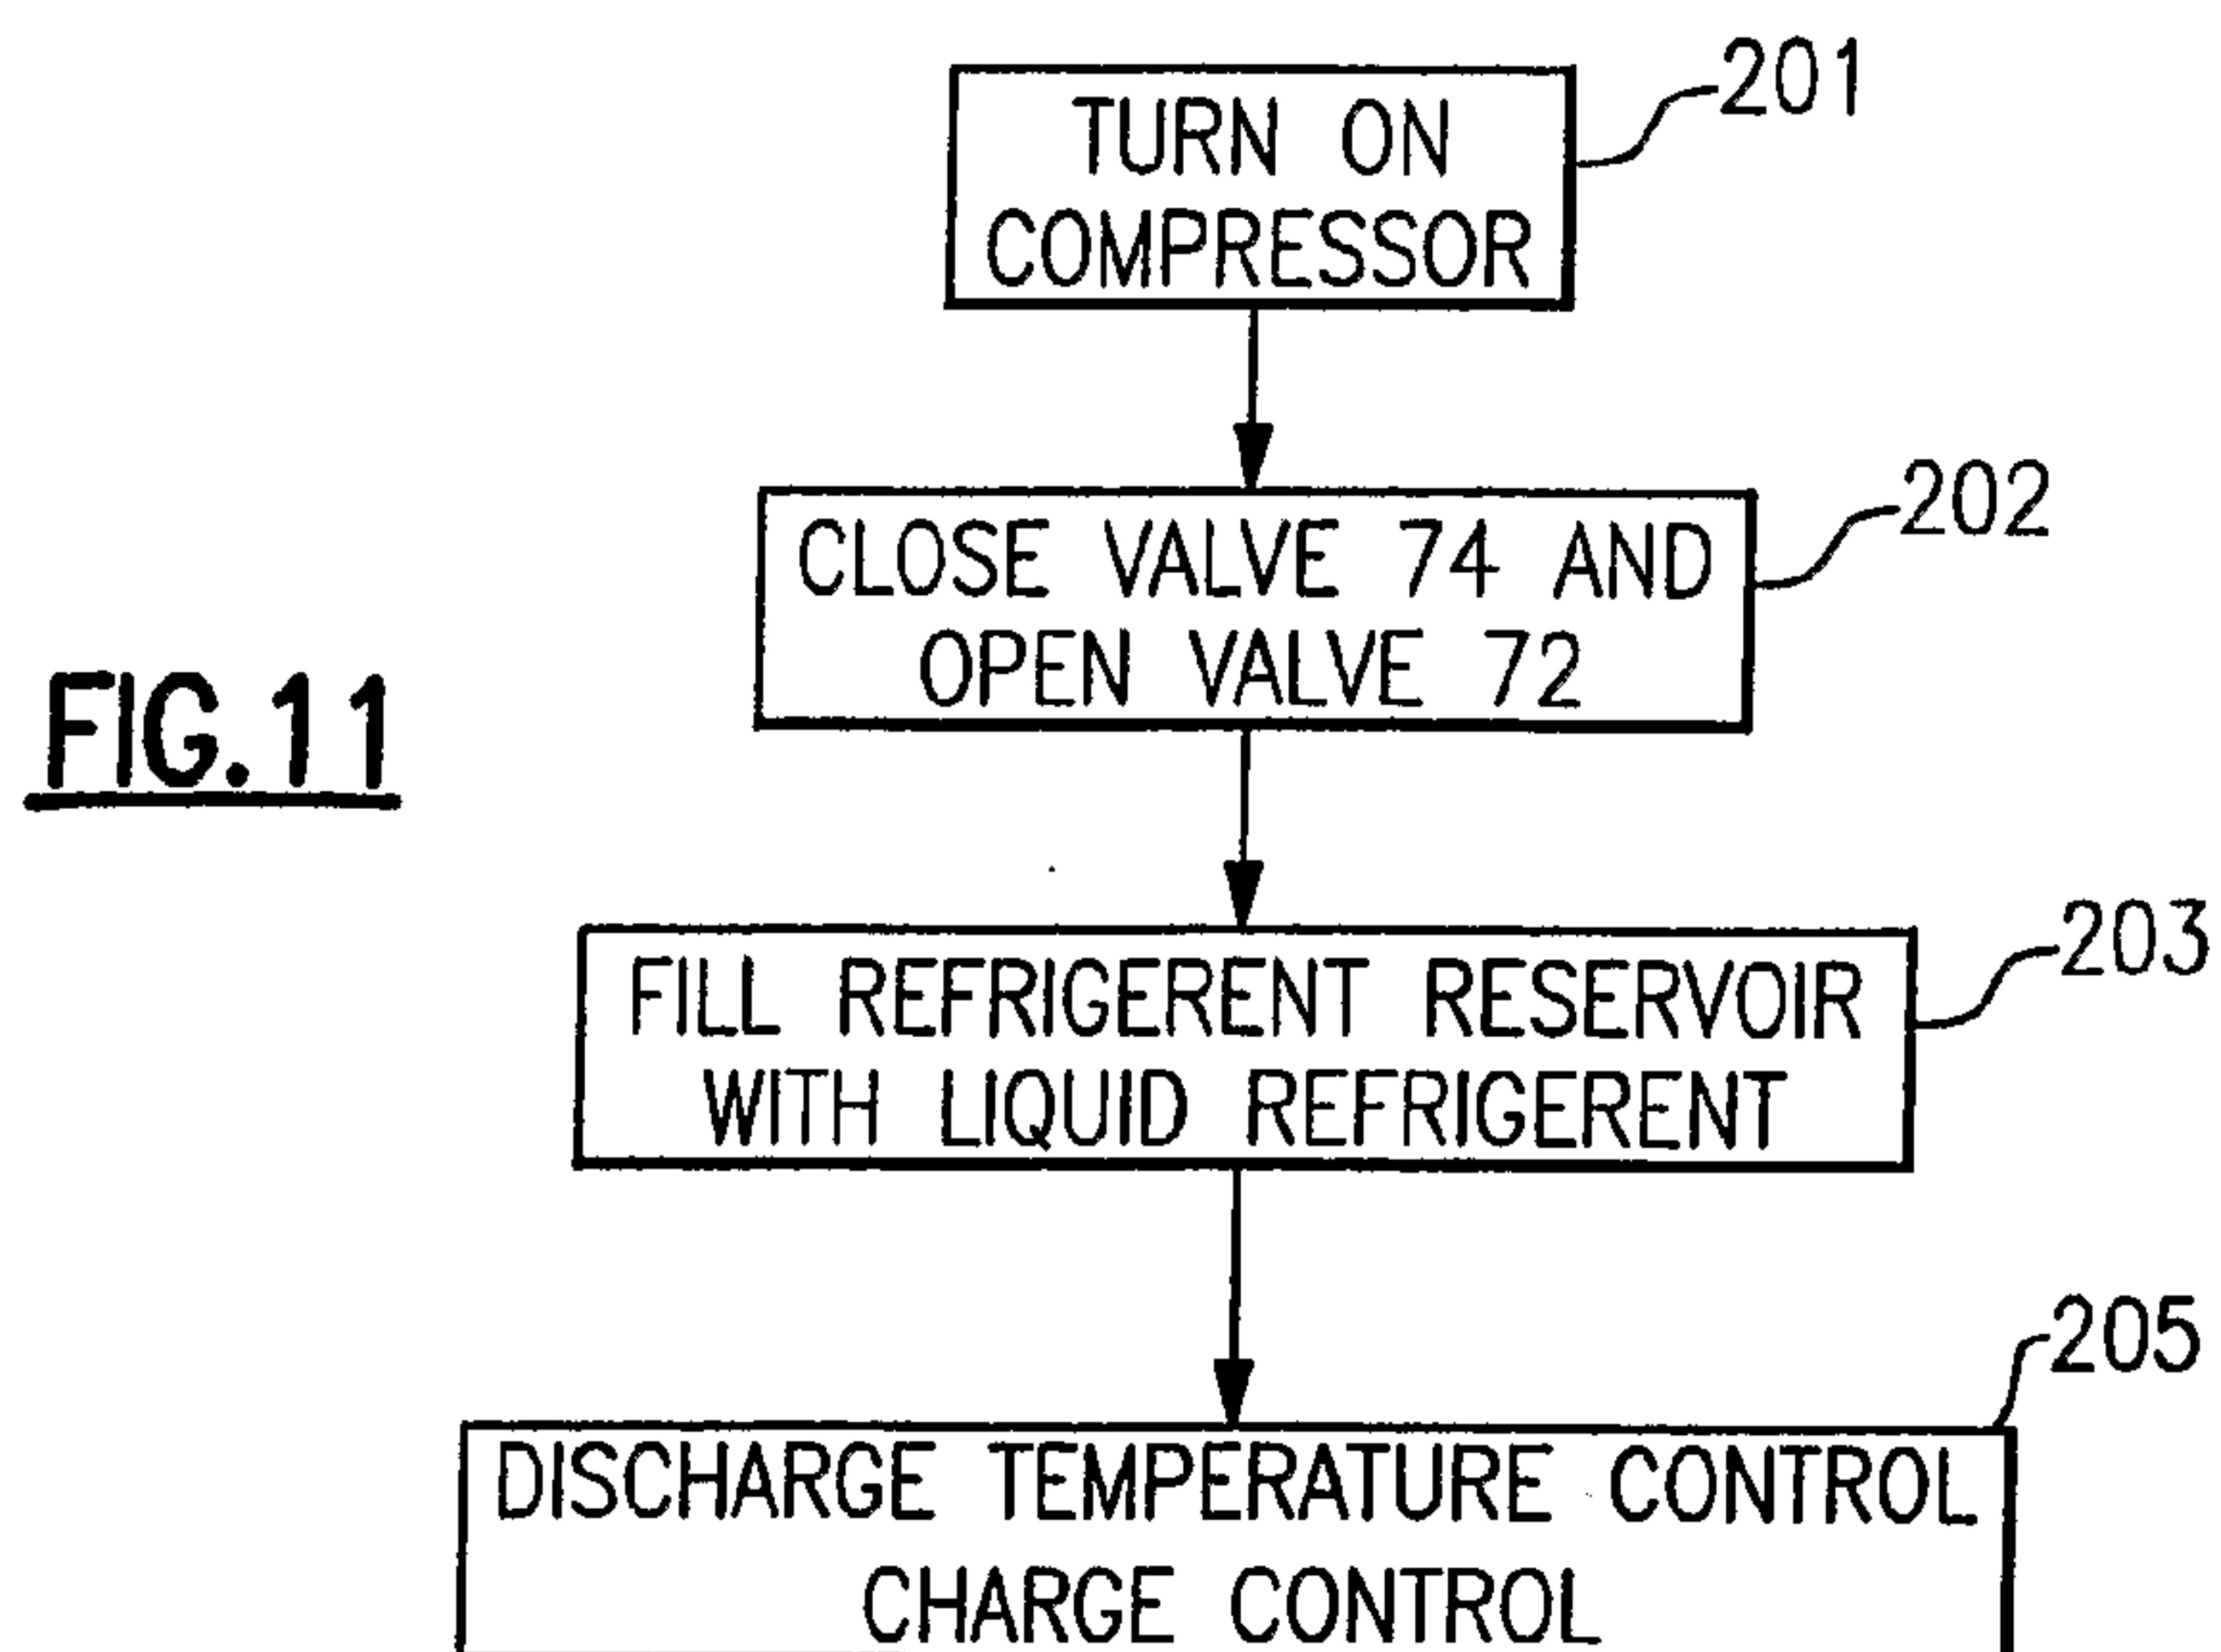 TURN ON
COMPRESSOR
201
CLOSE VALVE 74 AND
OPEN VALVE 72
202
FIG.11
FILL REFRIGERENT RESERVOIR
WITH LIQUID REFRIGERENT
203
205
DISCHARGE TEMPERATURE CONTROL
CHARGE CONTROL